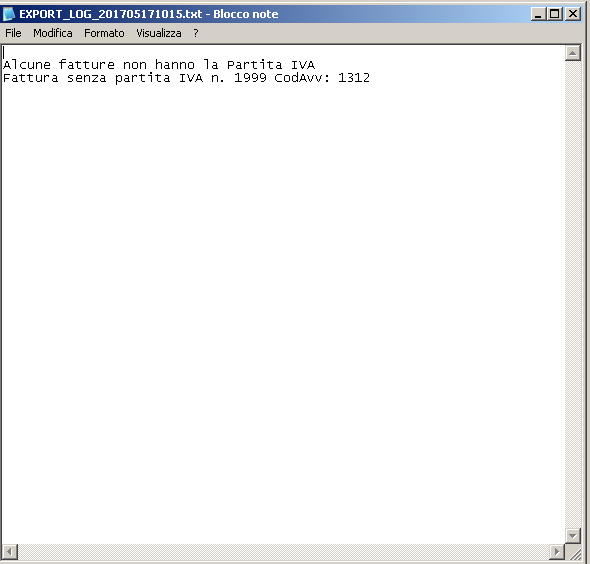 EXPORT_LOG_201705171015.txt - Blocco note
File Modifica Formato Visualizza ?
Alcune fatture non hanno la Partita IVA
Fattura senza partita IVA n. 1999 CodAvv: 1312